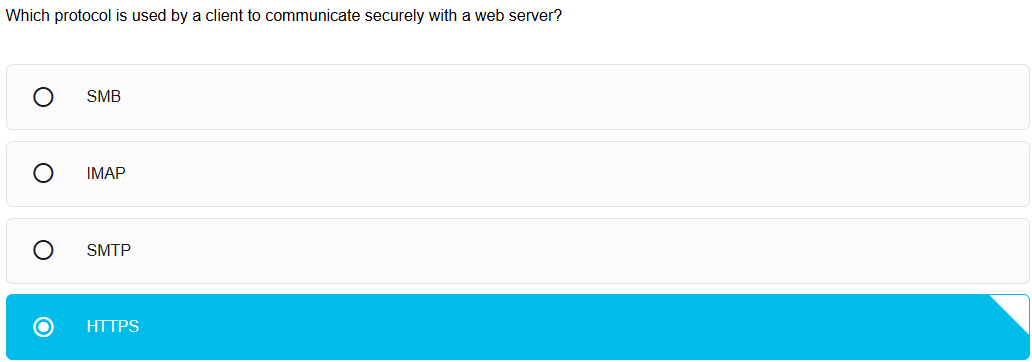 Which protocol is used by a client to communicate securely with a web server?
SMB
IMAP
SMTP
HTTPS